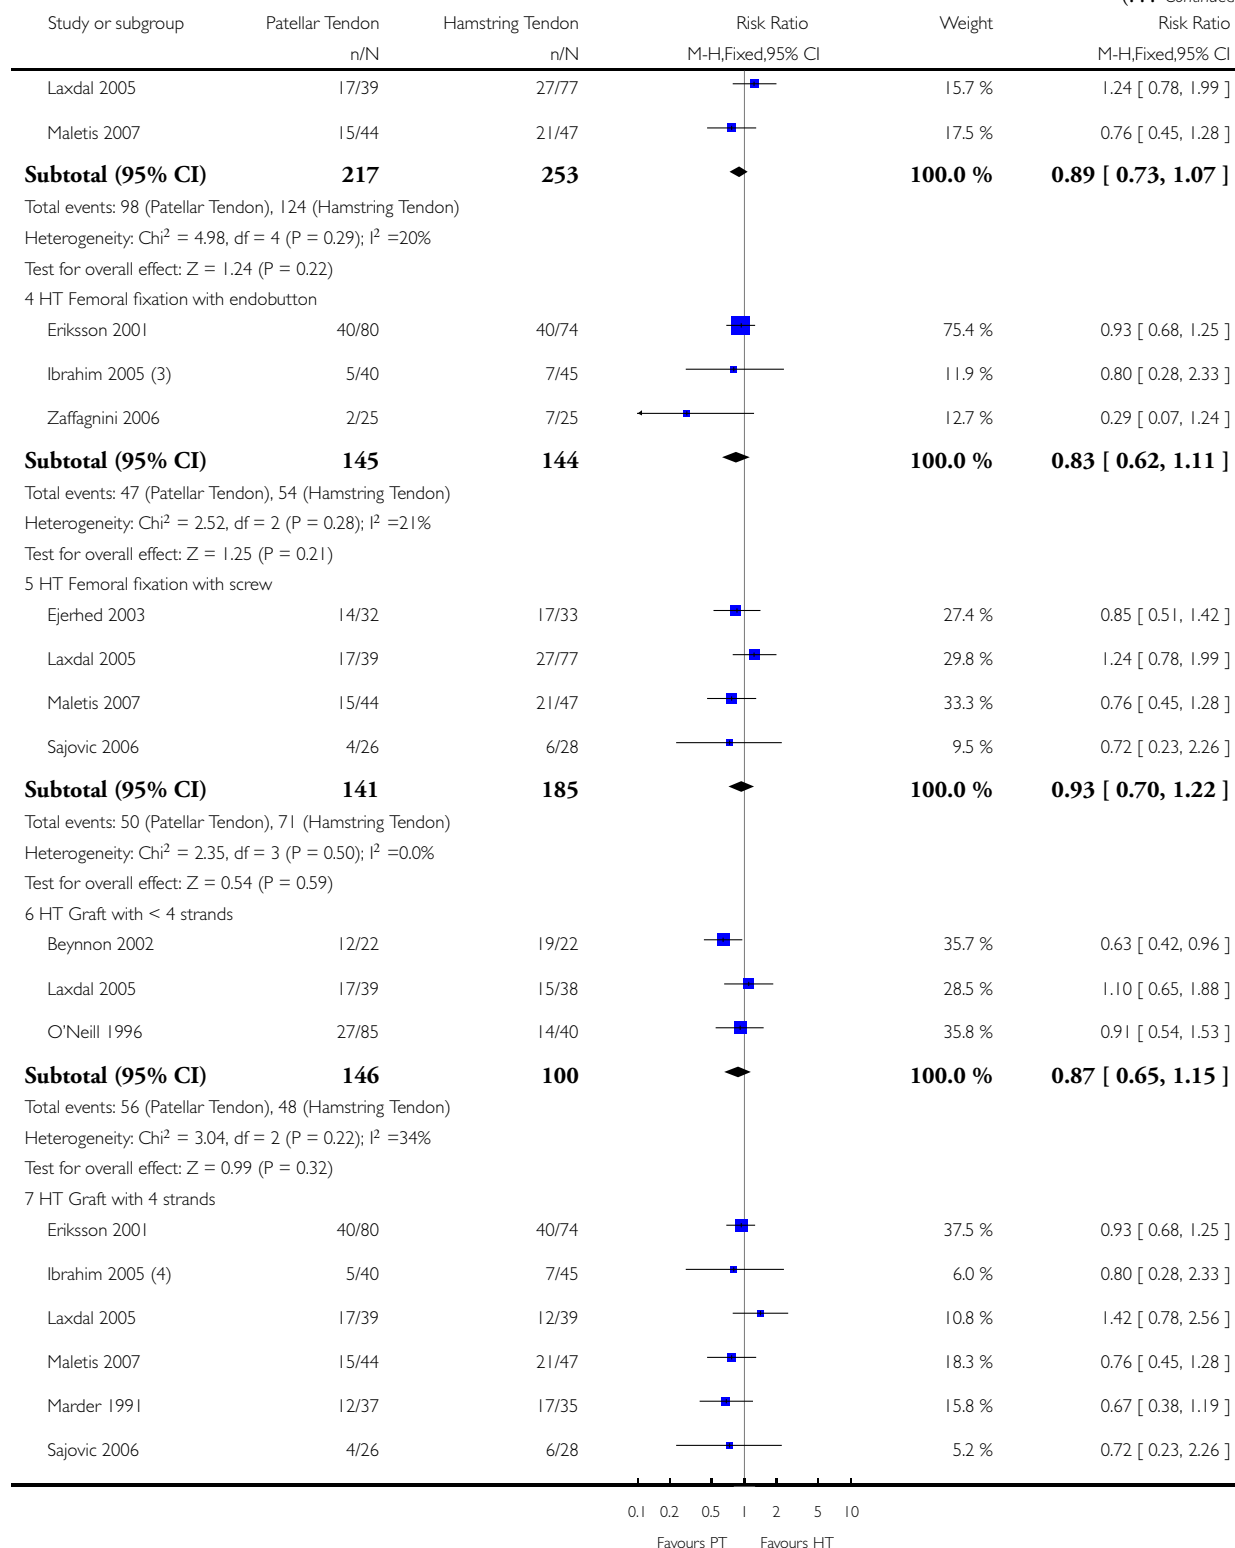 Study or subgroup Patellar Tendon Hamstring Tendon Risk Ratio Weight Risk Ratio
n/N n/N M-H,Fixed,95% CI M-H,Fixed,95% CI
Laxdal 2005 17/39 27/77 15.7 % 1.24 [ 0.78, 1.99 ]
Maletis 2007 15/44 21/47 17.5 % 0.76 [ 0.45, 1.28 ]
Subtotal (95% CI) 217 253 100.0 % 0.89 [ 0.73, 1.07 ]
Total events: 98 (Patellar Tendon), 124 (Hamstring Tendon)
Heterogeneity: Chi² = 4.98, df = 4 (P = 0.29); I² =20%
Test for overall effect: Z = 1.24 (P = 0.22)
4 HT Femoral fixation with endobutton
Eriksson 2001 40/80 40/74 75.4 % 0.93 [ 0.68, 1.25 ]
Ibrahim 2005 (3) 5/40 7/45 11.9 % 0.80 [ 0.28, 2.33 ]
Zaffagnini 2006 2/25 7/25 12.7 % 0.29 [ 0.07, 1.24 ]
Subtotal (95% CI) 145 144 100.0 % 0.83 [ 0.62, 1.11 ]
Total events: 47 (Patellar Tendon), 54 (Hamstring Tendon)
Heterogeneity: Chi² = 2.52, df = 2 (P = 0.28); I² =21%
Test for overall effect: Z = 1.25 (P = 0.21)
5 HT Femoral fixation with screw
Ejerhed 2003 14/32 17/33 27.4 % 0.85 [ 0.51, 1.42 ]
Laxdal 2005 17/39 27/77 29.8 % 1.24 [ 0.78, 1.99 ]
Maletis 2007 15/44 21/47 33.3 % 0.76 [ 0.45, 1.28 ]
Sajovic 2006 4/26 6/28 9.5 % 0.72 [ 0.23, 2.26 ]
Subtotal (95% CI) 141 185 100.0 % 0.93 [ 0.70, 1.22 ]
Total events: 50 (Patellar Tendon), 71 (Hamstring Tendon)
Heterogeneity: Chi² = 2.35, df = 3 (P = 0.50); I² =0.0%
Test for overall effect: Z = 0.54 (P = 0.59)
6 HT Graft with < 4 strands
Beynnon 2002 12/22 19/22 35.7 % 0.63 [ 0.42, 0.96 ]
Laxdal 2005 17/39 15/38 28.5 % 1.10 [ 0.65, 1.88 ]
O'Neill 1996 27/85 14/40 35.8 % 0.91 [ 0.54, 1.53 ]
Subtotal (95% CI) 146 100 100.0 % 0.87 [ 0.65, 1.15 ]
Total events: 56 (Patellar Tendon), 48 (Hamstring Tendon)
Heterogeneity: Chi² = 3.04, df = 2 (P = 0.22); I² =34%
Test for overall effect: Z = 0.99 (P = 0.32)
7 HT Graft with 4 strands
Eriksson 2001 40/80 40/74 37.5 % 0.93 [ 0.68, 1.25 ]
Ibrahim 2005 (4) 5/40 7/45 6.0 % 0.80 [ 0.28, 2.33 ]
Laxdal 2005 17/39 12/39 10.8 % 1.42 [ 0.78, 2.56 ]
Maletis 2007 15/44 21/47 18.3 % 0.76 [ 0.45, 1.28 ]
Marder 1991 12/37 17/35 15.8 % 0.67 [ 0.38, 1.19 ]
Sajovic 2006 4/26 6/28 5.2 % 0.72 [ 0.23, 2.26 ]
0.1 0.2 0.5 1 2 5 10
Favours PT Favours HT